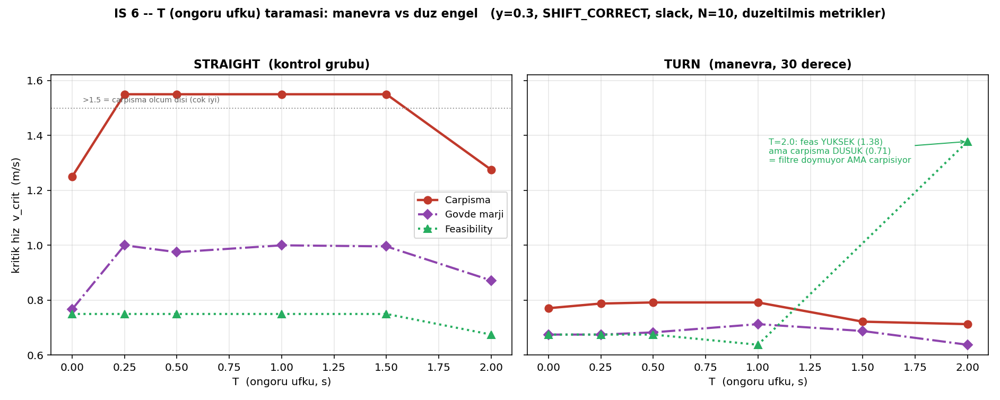 IS 6 -- T (ongoru ufku) taramasi: manevra vs duz engel   (y=0.3, SHIFT_CORRECT, slack, N=10, duzeltilmis metrikler)
STRAIGHT  (kontrol grubu)
kritik hiz  v_crit  (m/s)
1.6
1.4
1.2
1.0
0.8
0.6
>1.5 = carpisma olcum disi (cok iyi)
Carpisma
Govde marji
Feasibility
0.00 0.25 0.50 0.75 1.00 1.25 1.50 1.75 2.00
T  (ongoru ufku, s)
TURN  (manevra, 30 derece)
T=2.0: feas YUKSEK (1.38)
ama carpisma DUSUK (0.71)
= filtre doymuyor AMA carpisiyor
0.00 0.25 0.50 0.75 1.00 1.25 1.50 1.75 2.00
T  (ongoru ufku, s)